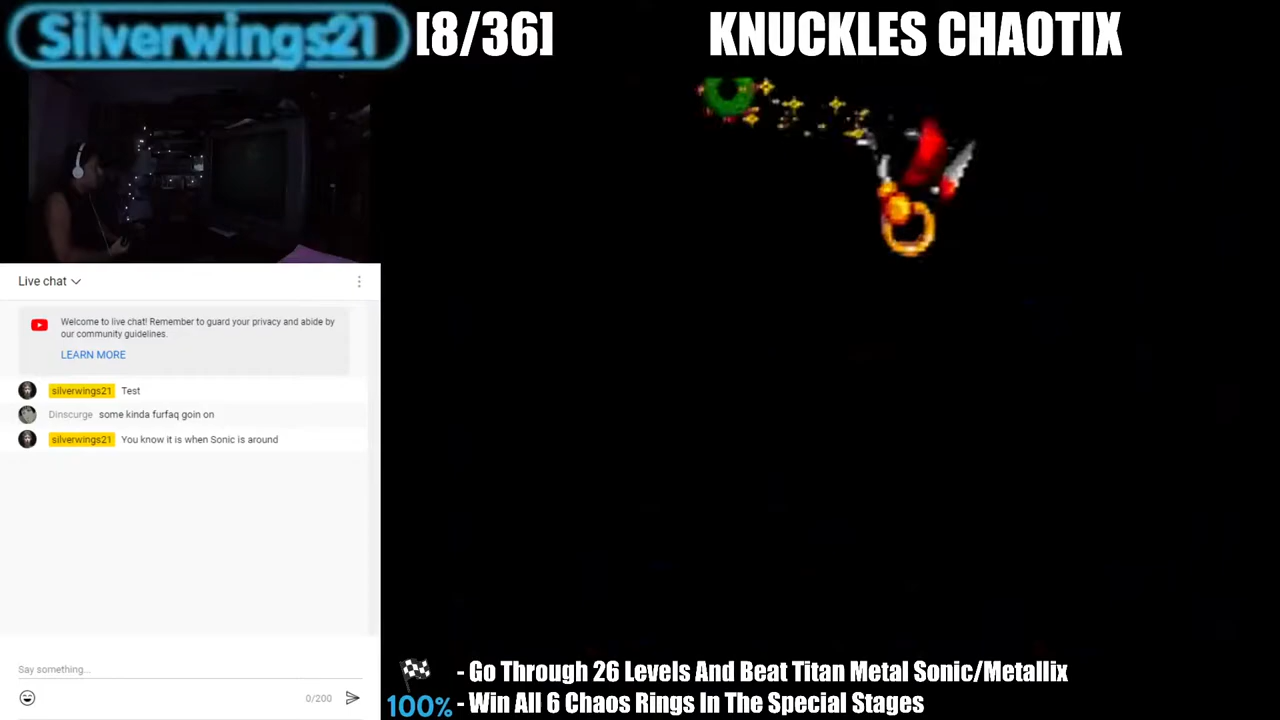 Silverwings21
[8/36]
KNUCKLES CHAOTIX
Live chat
Welcome to live chat! Remember to guard your privacy and abide by
our community guidelines.
LEARN MORE
silverwings21 Test
Dinscurge some kinda furfaq goin on
silverwings21 You know it is when Sonic is around
Say something...
0/200
- Go Through 26 Levels And Beat Titan Metal Sonic/Metallix
100% - Win All 6 Chaos Rings In The Special Stages